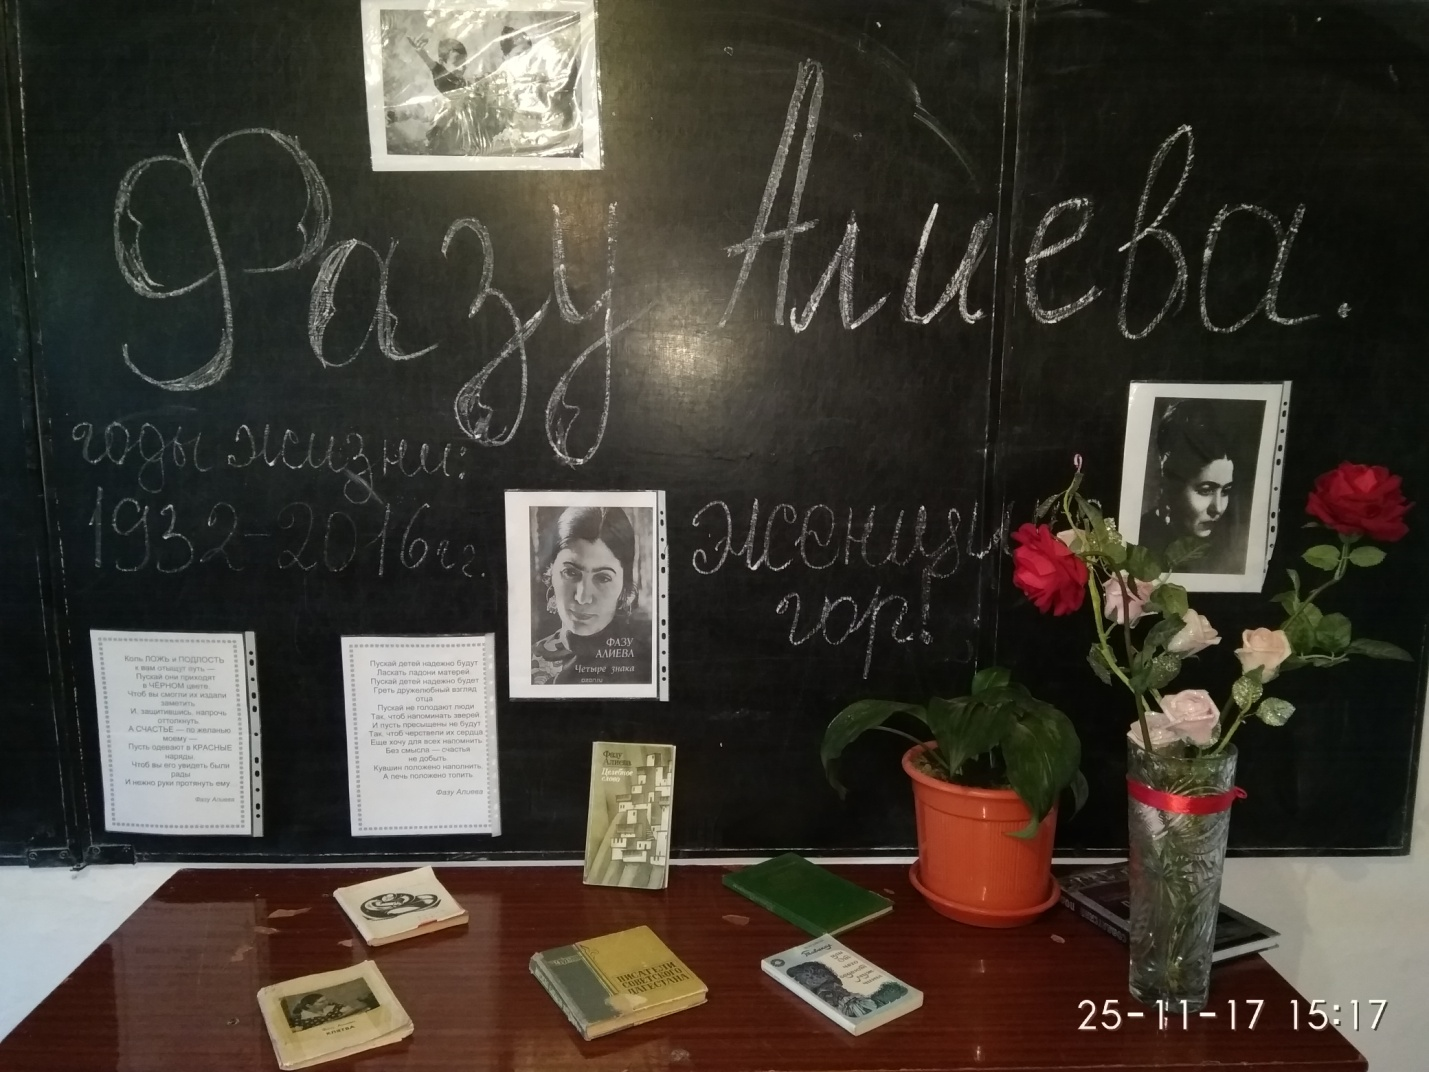 Фазу Алиева.
годы жизни:
1932-2016гг.
гор!
Коль ЛОЖЬ и ПОДЛОСТЬ
к вам отыщут путь —
Пускай они приходят
в ЧЁРНОМ цвете.
Чтоб вы смогли их издали
заметить
И, защитившись, напрочь
оттолкнуть.
А СЧАСТЬЕ — по желанью
моему —
Пусть одевают в КРАСНЫЕ
наряды
Чтоб вы его увидеть были
рады
И нежно руки протянуть ему
Фазу Алиева
Пускай детей надежно будут
Ласкать ладони матерей.
Пускай детей надежно будет
Греть дружелюбный взгляд
отца
Пускай не голодают люди
Так, чтоб напоминать зверей
И пусть пресыщены не будут
Так, чтоб черствели их сердца
Еще хочу для всех напомнить:
Без смысла — счастья
не добыть.
Кувшин положено наполнить,
А печь положено топить.
Фазу Алиева
ФАЗУ
АЛИЕВА
Четыре знака
Фазу
Алиева
Целебное
слово
ПИСАТЕЛИ
СОВЕТСКОГО
ДАГЕСТАНА
КЛЯТВА
25-11-17 15:17